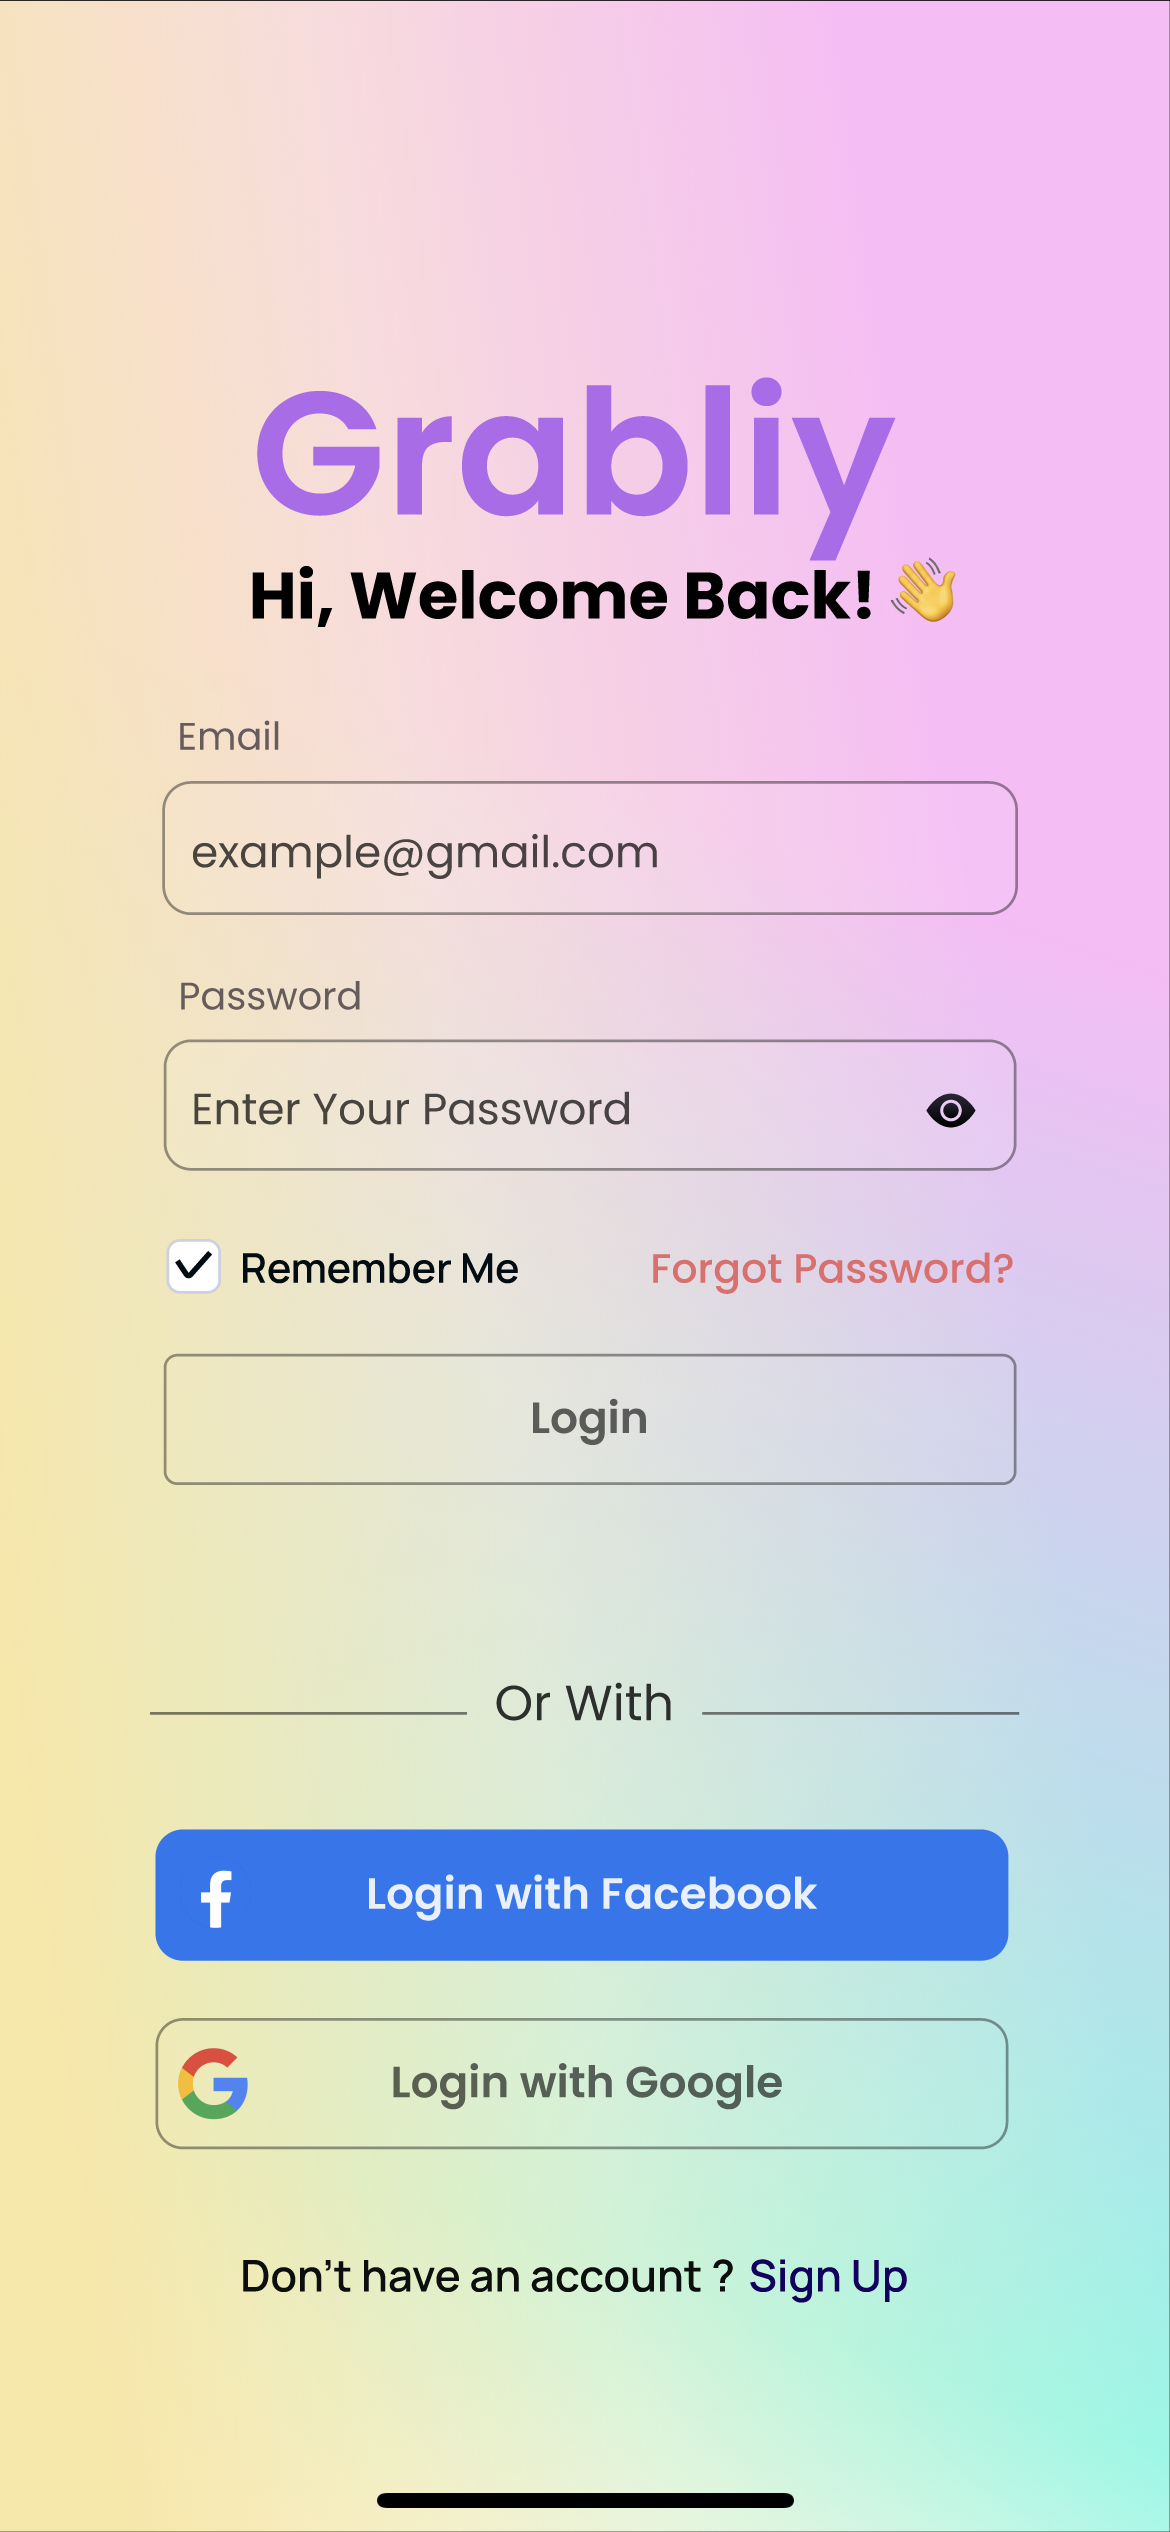 Grabliy
Hi, Welcome Back! 👋
Email
example@gmail.com
Password
Enter Your Password
Remember Me Forgot Password?
Login
Or With
Login with Facebook
Login with Google
Don't have an account ? Sign Up